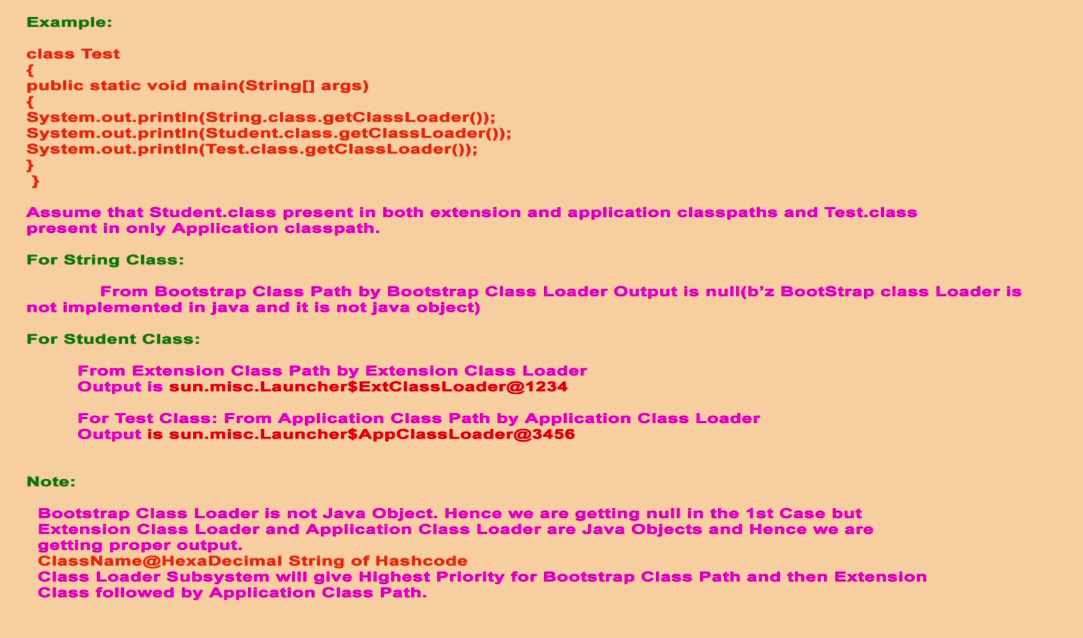 Example:
class Test
{
public static void main(String[] args)
{
System.out.println(String.class.getClassLoader());
System.out.println(Student.class.getClassLoader());
System.out.println(Test.class.getClassLoader());
}
}
Assume that Student.class present in both extension and application classpaths and Test.class
present in only Application classpath.
For String Class:
From Bootstrap Class Path by Bootstrap Class Loader Output is null(b'z BootStrap class Loader is
not implemented in java and it is not java object)
For Student Class:
From Extension Class Path by Extension Class Loader
Output is sun.misc.Launcher$ExtClassLoader@1234
For Test Class: From Application Class Path by Application Class Loader
Output is sun.misc.Launcher$AppClassLoader@3456
Note:
Bootstrap Class Loader is not Java Object. Hence we are getting null in the 1st Case but
Extension Class Loader and Application Class Loader are Java Objects and Hence we are
getting proper output.
ClassName@HexaDecimal String of Hashcode
Class Loader Subsystem will give Highest Priority for Bootstrap Class Path and then Extension
Class followed by Application Class Path.